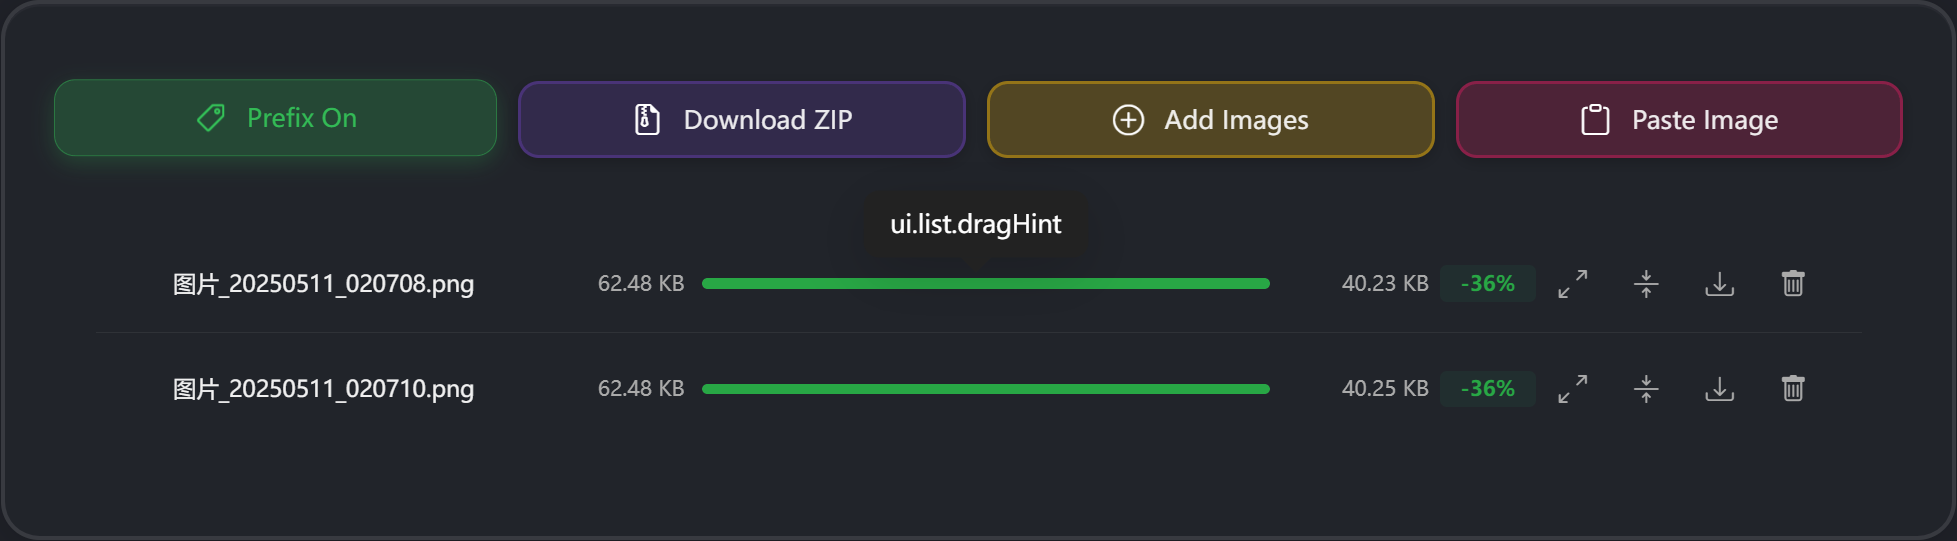 Prefix On
Download ZIP
Add Images
Paste Image
ui.list.dragHint
图片_20250511_020708.png 62.48 KB 40.23 KB -36%
图片_20250511_020710.png 62.48 KB 40.25 KB -36%